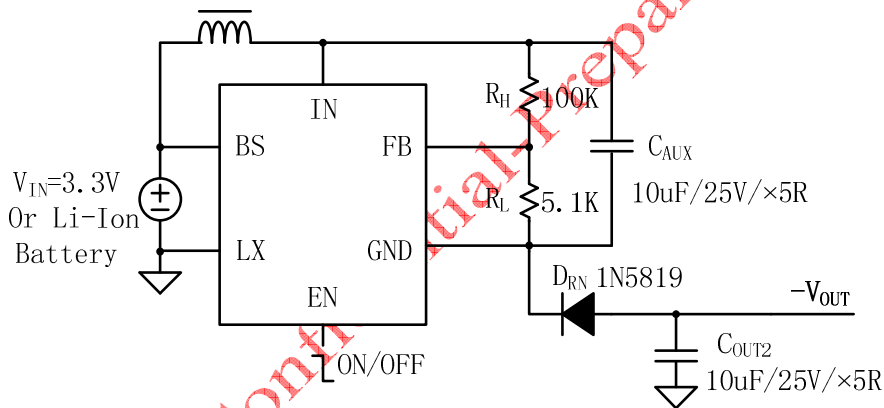 IN
R_H 100K
BS
FB
C_AUX
10uF/25V/×5R
V_IN=3.3V
Or Li-Ion
Battery
R_L 5.1K
LX
GND
EN
D_RN 1N5819
-V_OUT
ON/OFF
C_OUT2
10uF/25V/×5R